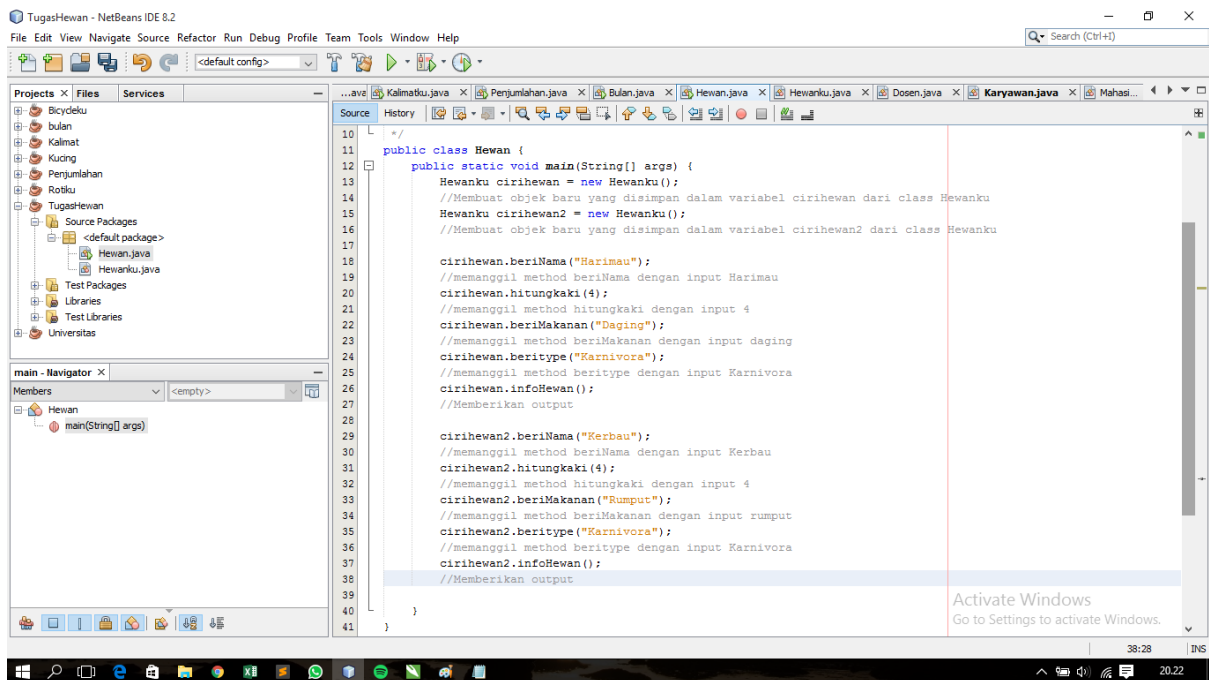 TugasHewan - NetBeans IDE 8.2
File Edit View Navigate Source Refactor Run Debug Profile Team Tools Window Help
Search (Ctrl+I)
<default config>
Projects Files Services
Bicycleku
bulan
Kalimat
Kucing
Penjumlahan
Rotiku
TugasHewan
Source Packages
<default package>
Hewan.java
Hewanku.java
Test Packages
Libraries
Test Libraries
Universitas
main - Navigator
Members <empty>
Hewan
main(String[] args)
...ava Kalimatku.java Penjumlahan.java Bulan.java Hewan.java Hewanku.java Dosen.java Karyawan.java Mahasi...
Source History
10 */
11 public class Hewan {
12 public static void main(String[] args) {
13 Hewanku cirihewan = new Hewanku();
14 //Membuat objek baru yang disimpan dalam variabel cirihewan dari class Hewanku
15 Hewanku cirihewan2 = new Hewanku();
16 //Membuat objek baru yang disimpan dalam variabel cirihewan2 dari class Hewanku
17
18 cirihewan.beriNama("Harimau");
19 //memanggil method beriNama dengan input Harimau
20 cirihewan.hitungkaki(4);
21 //memanggil method hitungkaki dengan input 4
22 cirihewan.beriMakanan("Daging");
23 //memanggil method beriMakanan dengan input daging
24 cirihewan.beritype("Karnivora");
25 //memanggil method beritype dengan input Karnivora
26 cirihewan.infoHewan();
27 //Memberikan output
28
29 cirihewan2.beriNama("Kerbau");
30 //memanggil method beriNama dengan input Kerbau
31 cirihewan2.hitungkaki(4);
32 //memanggil method hitungkaki dengan input 4
33 cirihewan2.beriMakanan("Rumput");
34 //memanggil method beriMakanan dengan input rumput
35 cirihewan2.beritype("Karnivora");
36 //memanggil method beritype dengan input Karnivora
37 cirihewan2.infoHewan();
38 //Memberikan output
39
40 }
41 }
Activate Windows
Go to Settings to activate Windows.
38:28 INS
20.22